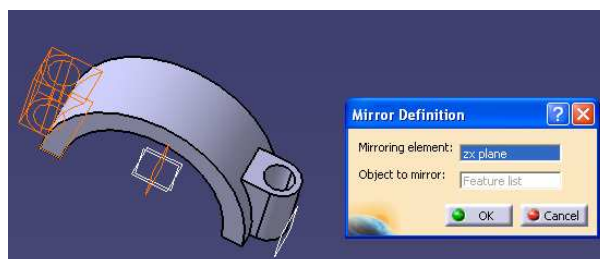 Mirror Definition
?
X
Mirroring element: zx plane
Object to mirror: Feature list
OK Cancel